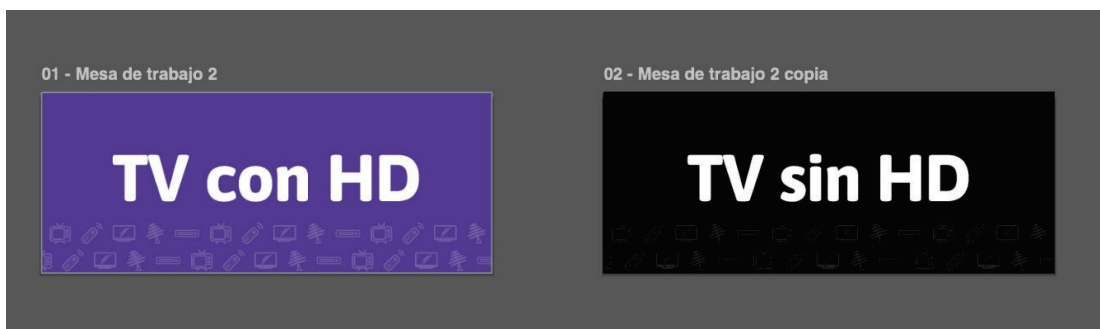 01 - Mesa de trabajo 2
TV con HD
02 - Mesa de trabajo 2 copia
TV sin HD